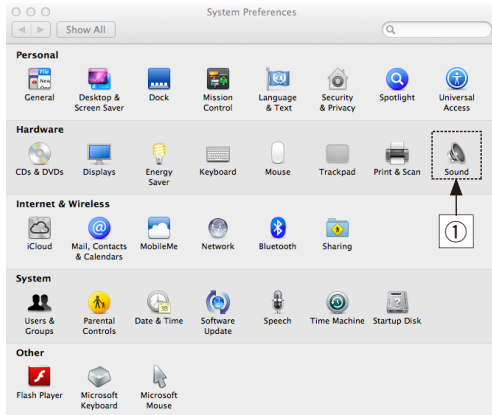 System Preferences
Show All
Personal
General
Desktop &
Screen Saver
Dock
Mission
Control
Language
& Text
Security
& Privacy
Spotlight
Universal
Access
Hardware
CDs & DVDs
Displays
Energy
Saver
Keyboard
Mouse
Trackpad
Print & Scan
Sound
Internet & Wireless
iCloud
Mail, Contacts
& Calendars
MobileMe
Network
Bluetooth
Sharing
①
System
Users &
Groups
Parental
Controls
Date & Time
Software
Update
Speech
Time Machine
Startup Disk
Other
Flash Player
Microsoft
Keyboard
Microsoft
Mouse